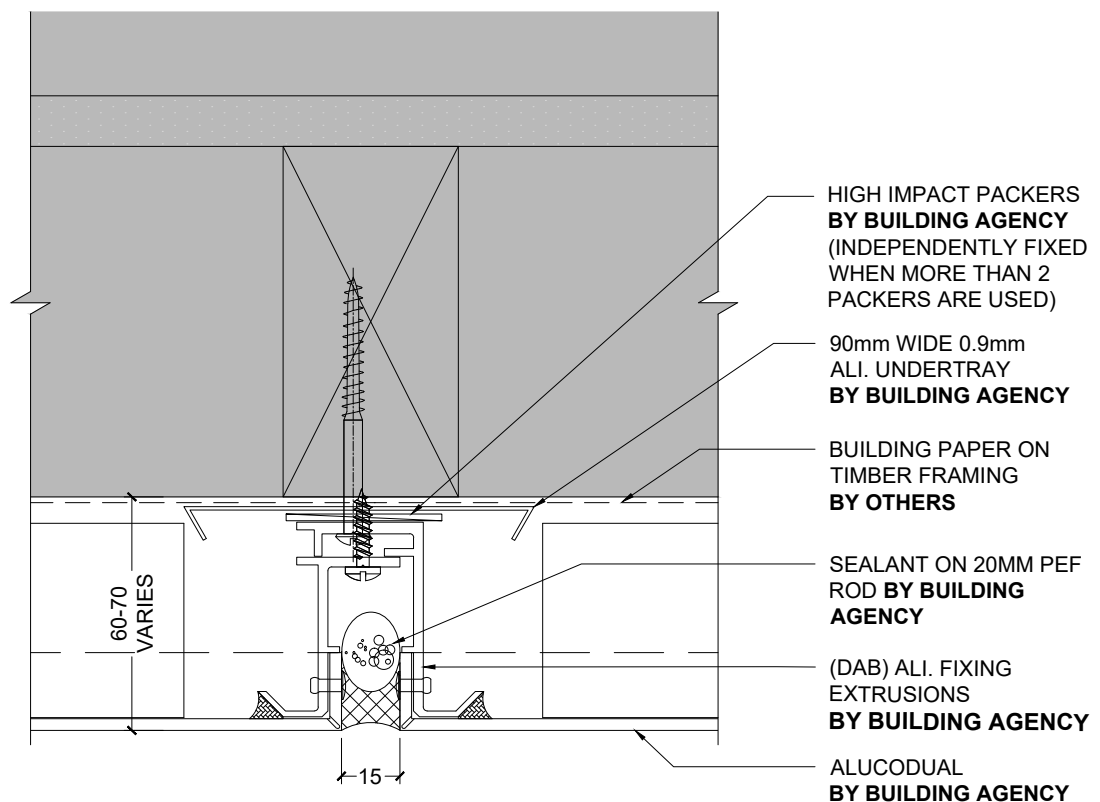 HIGH IMPACT PACKERS
BY BUILDING AGENCY
(INDEPENDENTLY FIXED
WHEN MORE THAN 2
PACKERS ARE USED)
90mm WIDE 0.9mm
ALI. UNDERTRAY
BY BUILDING AGENCY
BUILDING PAPER ON
TIMBER FRAMING
BY OTHERS
SEALANT ON 20MM PEF
ROD BY BUILDING
AGENCY
(DAB) ALI. FIXING
EXTRUSIONS
BY BUILDING AGENCY
ALUCODUAL
BY BUILDING AGENCY
60-70
VARIES
15